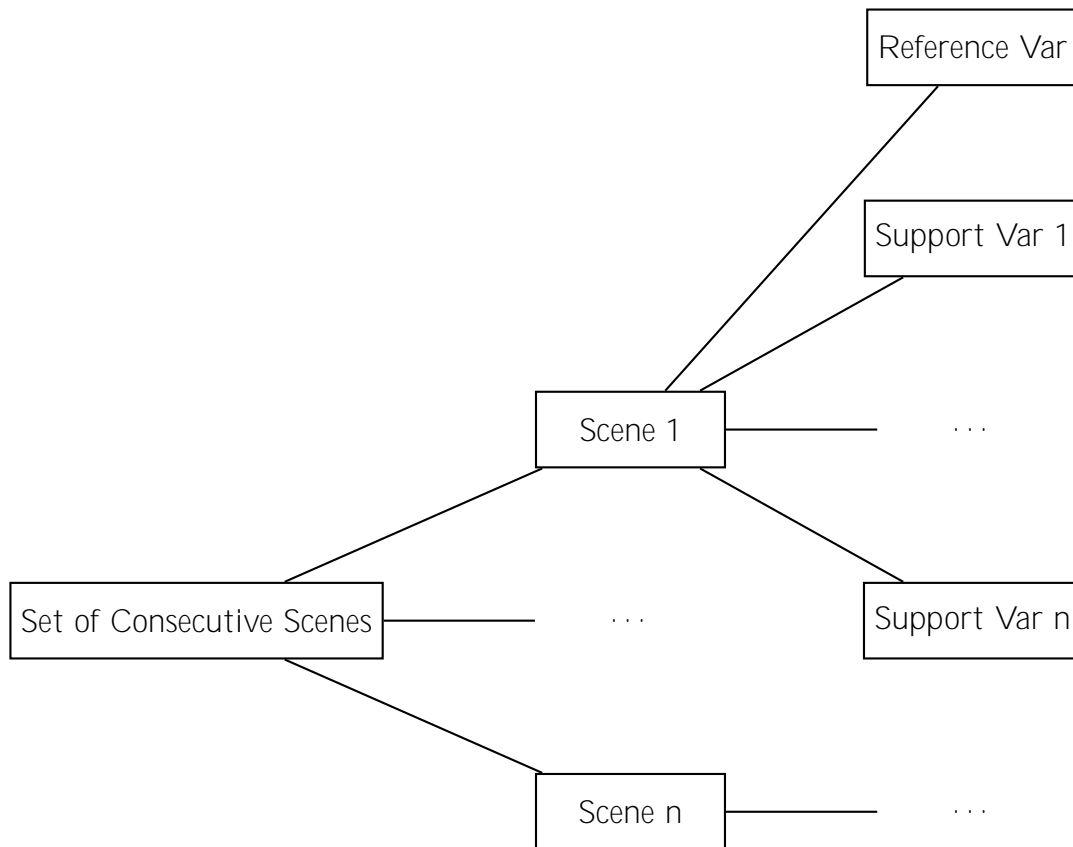 Reference Var
Support Var 1
Scene 1
. . .
Set of Consecutive Scenes
. . .
Support Var n
Scene n
. . .